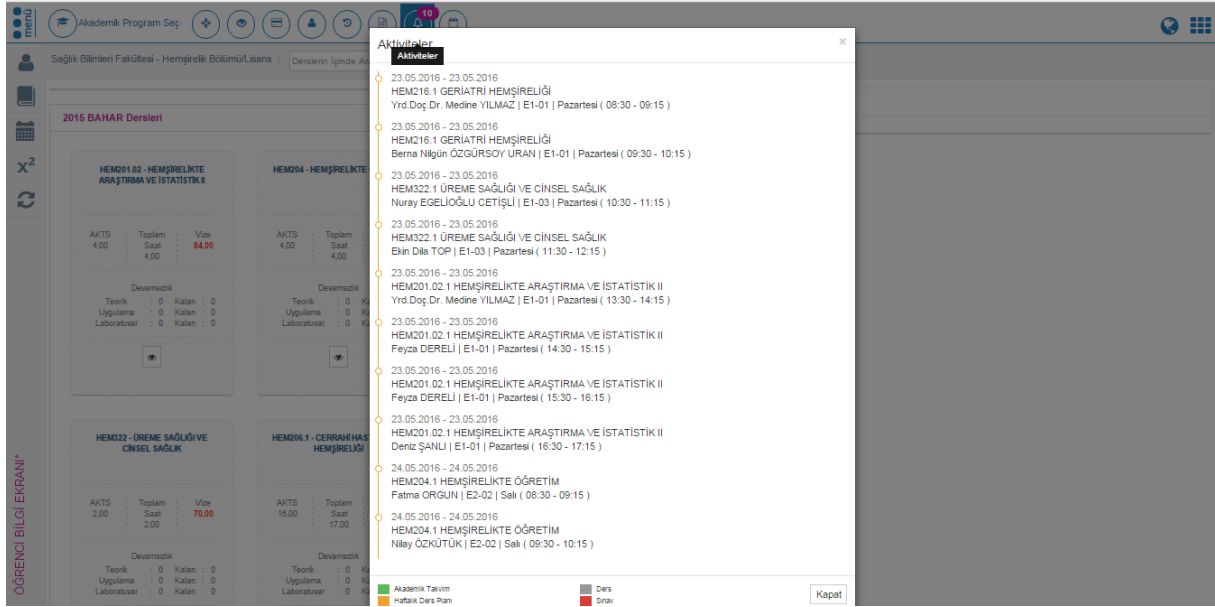 menü
Akademik Program Seç-
10
Sağlık Bilimleri Fakültesi - Hemşirelik Bölümü/Lisans /
Derslerin İçinde
2015 BAHAR Dersleri
HEM201.02 - HEMŞİRELİKTE
ARAŞTIRMA VE İSTATİSTİK II
AKTS Toplam Vize
4,00 Saat 84,00
4,00
Devamsızlık
Teorik : 0 Kalan : 0
Uygulama : 0 Kalan : 0
Laboratuvar : 0 Kalan : 0
HEM204 - HEMŞİRELİKTE
AKTS Toplam
4,00 Saat
4,00
Devamsızlık
Teorik : 0
Uygulama : 0
Laboratuvar : 0
HEM322 - ÜREME SAĞLIĞI VE
CİNSEL SAĞLIK
AKTS Toplam Vize
2,00 Saat 70,00
2,00
Devamsızlık
Teorik : 0 Kalan : 0
Uygulama : 0 Kalan : 0
Laboratuvar : 0 Kalan : 0
HEM206.1 - CERRAHİ
HEMŞİRELİĞİ
AKTS Toplam
16,00 Saat
17,00
Devamsızlık
Teorik : 0
Uygulama : 0
Laboratuvar : 0
x²
ÖĞRENCİ BİLGİ EKRANI*
Aktiviteler
×
Aktiviteler
23.05.2016 - 23.05.2016
HEM216.1 GERİATRİ HEMŞİRELİĞİ
Yrd.Doç.Dr. Medine YILMAZ | E1-01 | Pazartesi ( 08:30 - 09:15 )
23.05.2016 - 23.05.2016
HEM216.1 GERİATRİ HEMŞİRELİĞİ
Berna Nilgün ÖZGÜRSOY URAN | E1-01 | Pazartesi ( 09:30 - 10:15 )
23.05.2016 - 23.05.2016
HEM322.1 ÜREME SAĞLIĞI VE CİNSEL SAĞLIK
Nuray EGELİOĞLU CETİŞLİ | E1-03 | Pazartesi ( 10:30 - 11:15 )
23.05.2016 - 23.05.2016
HEM322.1 ÜREME SAĞLIĞI VE CİNSEL SAĞLIK
Ekin Dila TOP | E1-03 | Pazartesi ( 11:30 - 12:15 )
23.05.2016 - 23.05.2016
HEM201.02.1 HEMŞİRELİKTE ARAŞTIRMA VE İSTATİSTİK II
Yrd.Doç.Dr. Medine YILMAZ | E1-01 | Pazartesi ( 13:30 - 14:15 )
23.05.2016 - 23.05.2016
HEM201.02.1 HEMŞİRELİKTE ARAŞTIRMA VE İSTATİSTİK II
Feyza DERELİ | E1-01 | Pazartesi ( 14:30 - 15:15 )
23.05.2016 - 23.05.2016
HEM201.02.1 HEMŞİRELİKTE ARAŞTIRMA VE İSTATİSTİK II
Feyza DERELİ | E1-01 | Pazartesi ( 15:30 - 16:15 )
23.05.2016 - 23.05.2016
HEM201.02.1 HEMŞİRELİKTE ARAŞTIRMA VE İSTATİSTİK II
Deniz ŞANLI | E1-01 | Pazartesi ( 16:30 - 17:15 )
24.05.2016 - 24.05.2016
HEM204.1 HEMŞİRELİKTE ÖĞRETİM
Fatma ORGUN | E2-02 | Salı ( 08:30 - 09:15 )
24.05.2016 - 24.05.2016
HEM204.1 HEMŞİRELİKTE ÖĞRETİM
Nilay ÖZKÜTÜK | E2-02 | Salı ( 09:30 - 10:15 )
Akademik Takvim
Haftalık Ders Planı
Ders
Sınav
Kapat